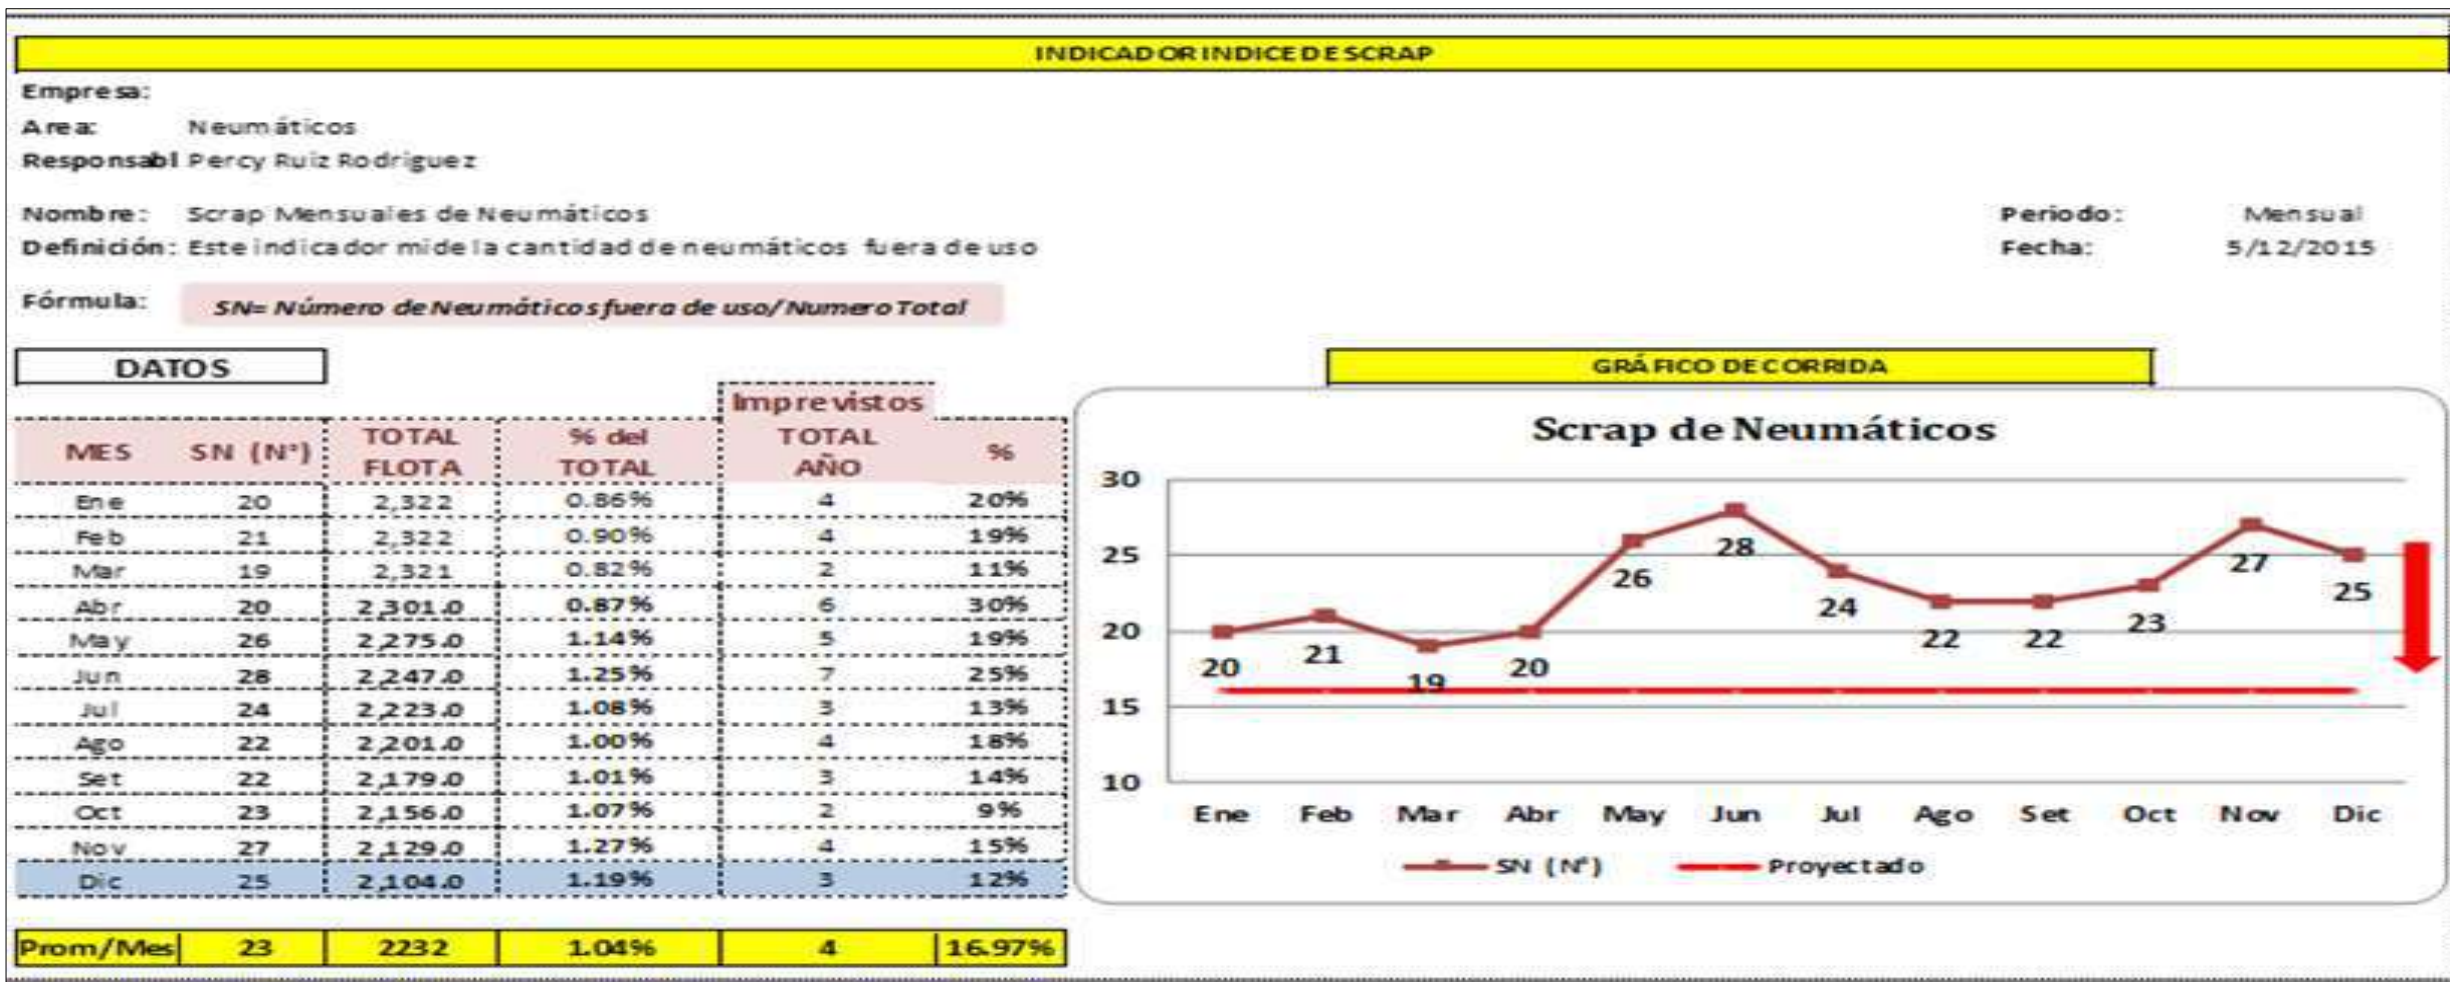 INDICADOR INDICE DE SCRAP
Empresa:
Area: Neumáticos
Responsabl Percy Ruiz Rodriguez
Nombre: Scrap Mensuales de Neumáticos Periodo: Mensual
Definición: Este indicador mide la cantidad de neumáticos fuera de uso Fecha: 5/12/2015
Fórmula: SN= Número de Neumáticos fuera de uso/Numero Total
DATOS
Imprevistos
MES SN (N°) TOTAL FLOTA % del TOTAL TOTAL AÑO %
Ene 20 2,322 0.86% 4 20%
Feb 21 2,322 0.90% 4 19%
Mar 19 2,321 0.82% 2 11%
Abr 20 2,301.0 0.87% 6 30%
May 26 2,275.0 1.14% 5 19%
Jun 28 2,247.0 1.25% 7 25%
Jul 24 2,223.0 1.08% 3 13%
Ago 22 2,201.0 1.00% 4 18%
Set 22 2,179.0 1.01% 3 14%
Oct 23 2,156.0 1.07% 2 9%
Nov 27 2,129.0 1.27% 4 15%
Dic 25 2,104.0 1.19% 3 12%
Prom/Mes 23 2232 1.04% 4 16.97%
GRÁFICO DE CORRIDA
Scrap de Neumáticos
30
25
20
15
10
20 21 19 20 26 28 24 22 22 23 27 25
Ene Feb Mar Abr May Jun Jul Ago Set Oct Nov Dic
SN (N°) Proyectado